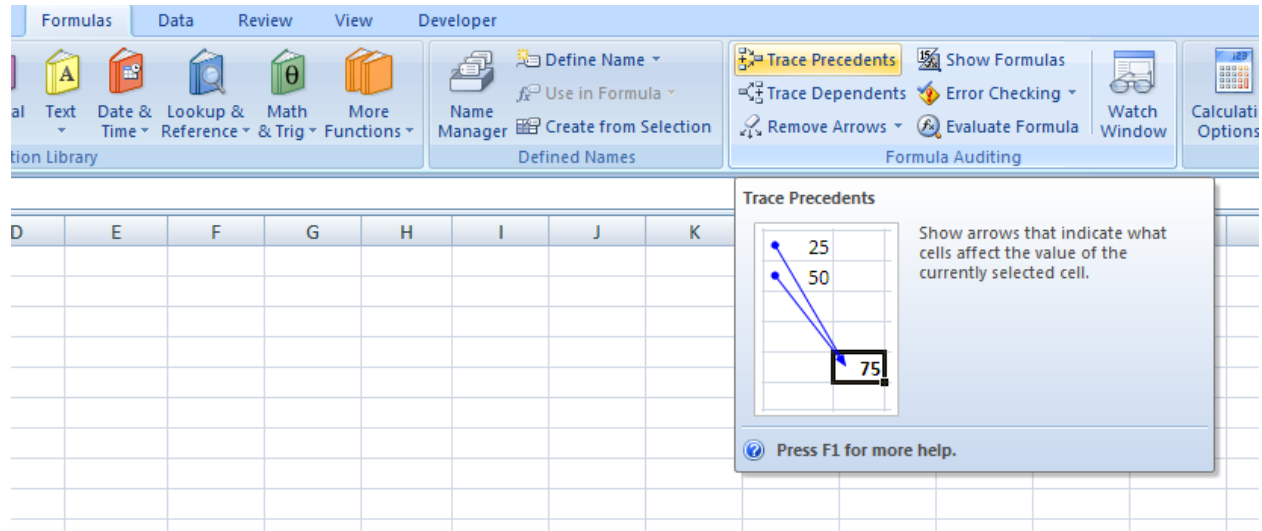 Formulas Data Review View Developer
al Text Date & Time Lookup & Reference Math & Trig More Functions
tion Library
Name Manager
Define Name
Use in Formula
Create from Selection
Defined Names
Trace Precedents
Trace Dependents
Remove Arrows
Show Formulas
Error Checking
Evaluate Formula
Watch Window
Formula Auditing
Calculati
Options
D E F G H I J K
Trace Precedents
25
50
75
Show arrows that indicate what
cells affect the value of the
currently selected cell.
Press F1 for more help.